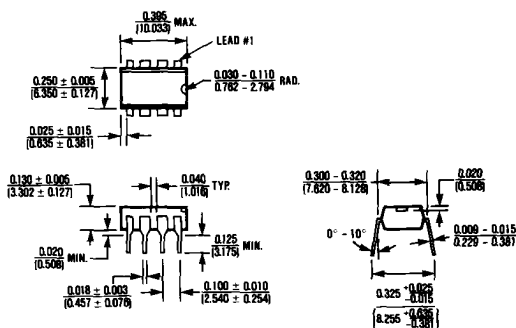 0.395
(10.033) MAX.
LEAD #1
0.250 ± 0.005
(6.350 ± 0.127)
0.030 - 0.110
0.762 - 2.794 RAD.
0.025 ± 0.015
(0.635 ± 0.381)
0.130 ± 0.005
(3.302 ± 0.127)
0.040
(1.016) TYP.
0.300 - 0.320
(7.620 - 8.128)
0.020
(0.508)
0.020
(0.508) MIN.
0.125
(3.175) MIN.
0° - 10°
0.009 - 0.015
0.229 - 0.381
0.018 ± 0.003
(0.457 ± 0.076)
0.100 ± 0.010
(2.540 ± 0.254)
0.325 +0.025
-0.015
(8.255 +0.635
-0.381)